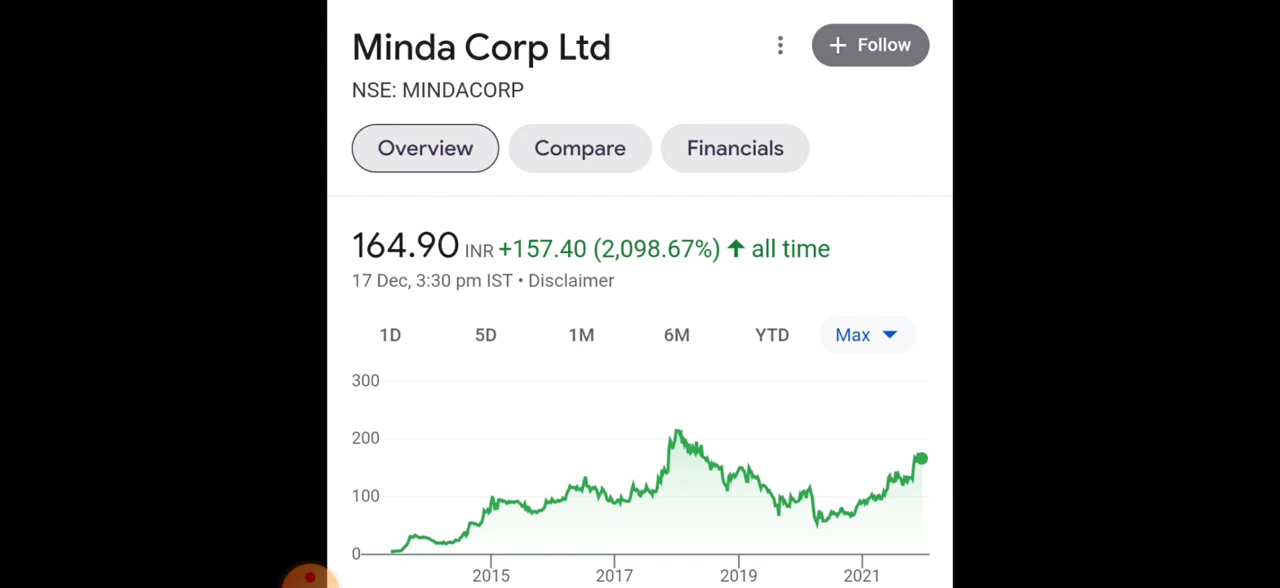 Minda Corp Ltd
+ Follow
NSE: MINDACORP
Overview Compare Financials
164.90 INR +157.40 (2,098.67%) ↑ all time
17 Dec, 3:30 pm IST • Disclaimer
1D 5D 1M 6M YTD Max
300
200
100
0
2015 2017 2019 2021